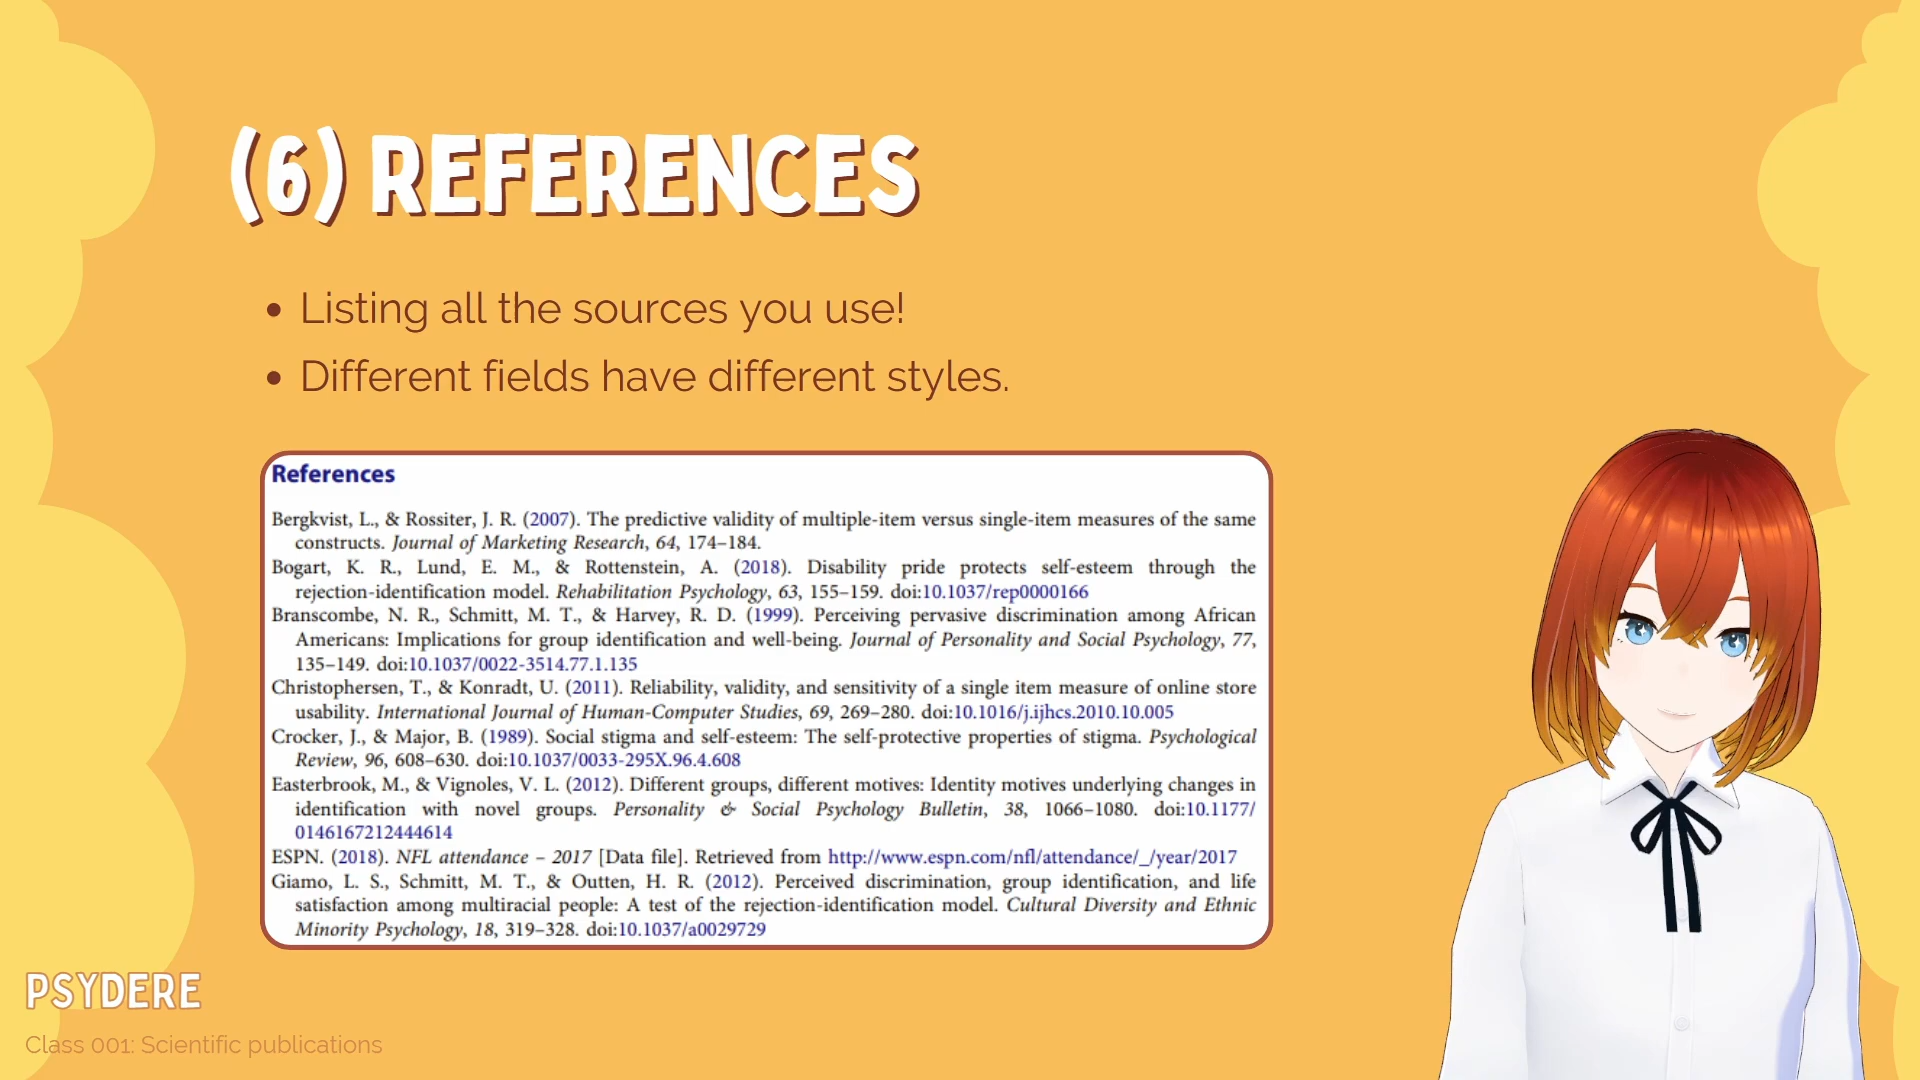 (6) REFERENCES
• Listing all the sources you use!
• Different fields have different styles.
References
Bergkvist, L., & Rossiter, J. R. (2007). The predictive validity of multiple-item versus single-item measures of the same
constructs. Journal of Marketing Research, 64, 174–184.
Bogart, K. R., Lund, E. M., & Rottenstein, A. (2018). Disability pride protects self-esteem through the
rejection-identification model. Rehabilitation Psychology, 63, 155–159. doi:10.1037/rep0000166
Branscombe, N. R., Schmitt, M. T., & Harvey, R. D. (1999). Perceiving pervasive discrimination among African
Americans: Implications for group identification and well-being. Journal of Personality and Social Psychology, 77,
135–149. doi:10.1037/0022-3514.77.1.135
Christophersen, T., & Konradt, U. (2011). Reliability, validity, and sensitivity of a single item measure of online store
usability. International Journal of Human-Computer Studies, 69, 269–280. doi:10.1016/j.ijhcs.2010.10.005
Crocker, J., & Major, B. (1989). Social stigma and self-esteem: The self-protective properties of stigma. Psychological
Review, 96, 608–630. doi:10.1037/0033-295X.96.4.608
Easterbrook, M., & Vignoles, V. L. (2012). Different groups, different motives: Identity motives underlying changes in
identification with novel groups. Personality & Social Psychology Bulletin, 38, 1066–1080. doi:10.1177/
0146167212444614
ESPN. (2018). NFL attendance – 2017 [Data file]. Retrieved from http://www.espn.com/nfl/attendance/_/year/2017
Giamo, L. S., Schmitt, M. T., & Outten, H. R. (2012). Perceived discrimination, group identification, and life
satisfaction among multiracial people: A test of the rejection-identification model. Cultural Diversity and Ethnic
Minority Psychology, 18, 319–328. doi:10.1037/a0029729
PSYDERE
Class 001: Scientific publications